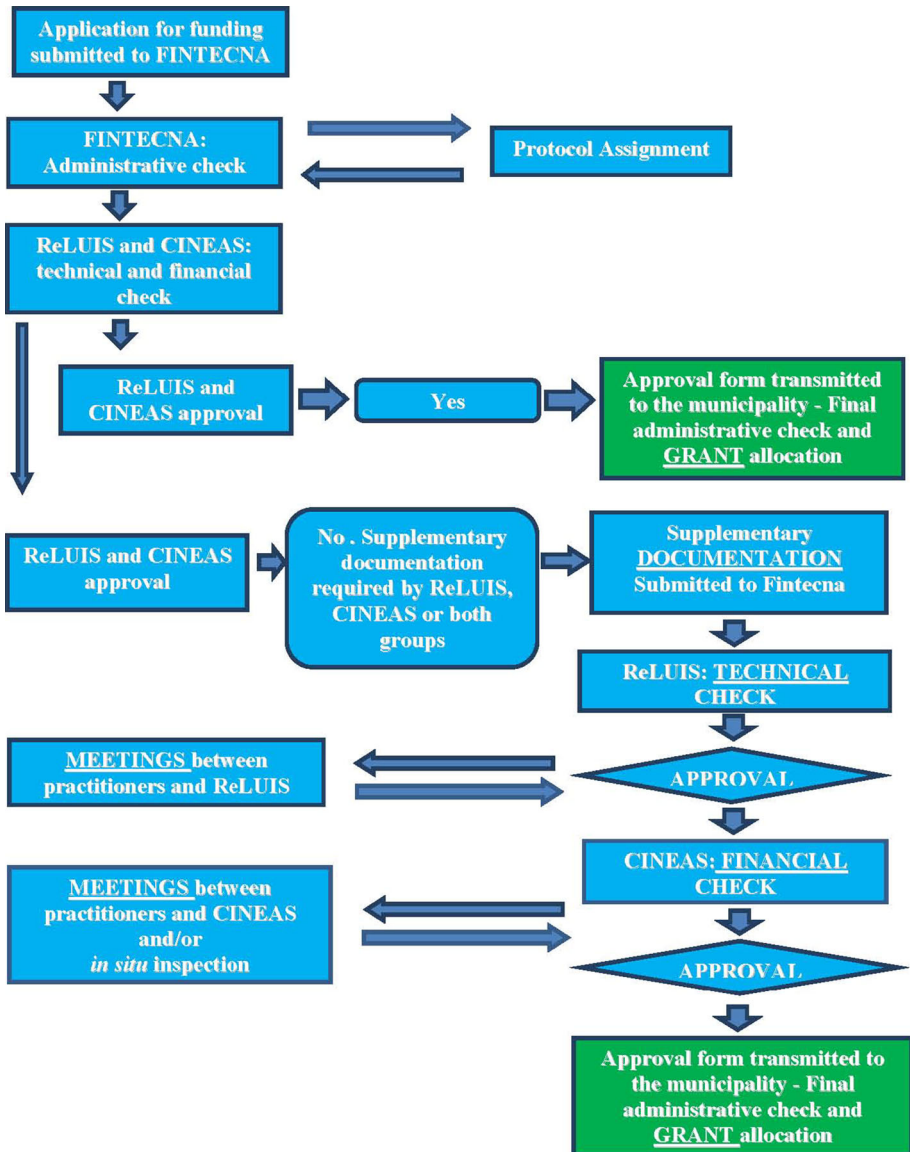 Application for funding
submitted to FINTECNA
FINTECNA:
Administrative check
Protocol Assignment
ReLUIS and CINEAS:
technical and financial
check
ReLUIS and
CINEAS approval
Yes
Approval form transmitted
to the municipality - Final
administrative check and
GRANT allocation
ReLUIS and CINEAS
approval
No . Supplementary
documentation
required by ReLUIS,
CINEAS or both
groups
Supplementary
DOCUMENTATION
Submitted to Fintecna
ReLUIS: TECHNICAL
CHECK
MEETINGS between
practitioners and ReLUIS
APPROVAL
CINEAS: FINANCIAL
CHECK
MEETINGS between
practitioners and CINEAS
and/or
in situ inspection
APPROVAL
Approval form transmitted to
the municipality - Final
administrative check and
GRANT allocation